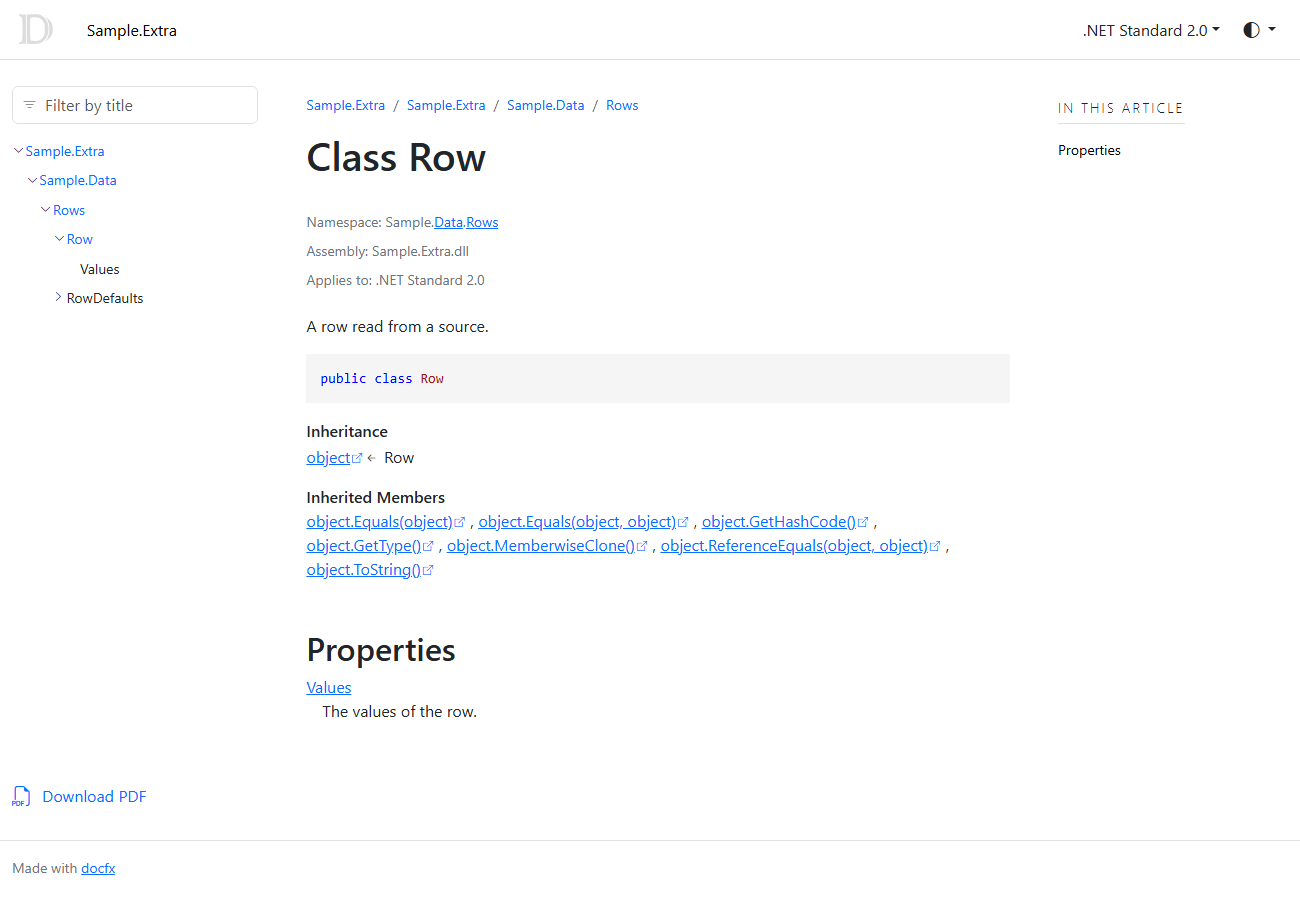 D
Sample.Extra
.NET Standard 2.0
Filter by title
Sample.Extra
Sample.Data
Rows
Row
Values
RowDefaults
Sample.Extra / Sample.Extra / Sample.Data / Rows
Class Row
Namespace: Sample.Data.Rows
Assembly: Sample.Extra.dll
Applies to: .NET Standard 2.0
A row read from a source.
public class Row
Inheritance
object ← Row
Inherited Members
object.Equals(object) , object.Equals(object, object) , object.GetHashCode() ,
object.GetType() , object.MemberwiseClone() , object.ReferenceEquals(object, object) ,
object.ToString()
Properties
Values
The values of the row.
IN THIS ARTICLE
Properties
PDF Download PDF
Made with docfx